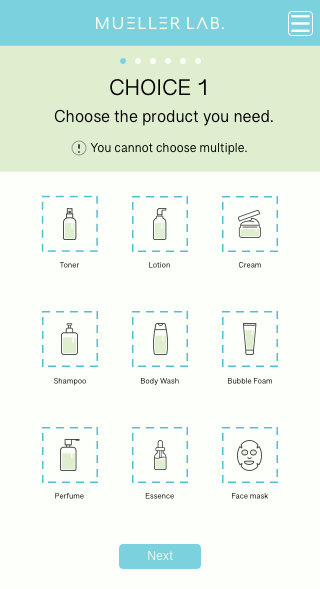 MUELLER LAB.
CHOICE 1
Choose the product you need.
You cannot choose multiple.
Toner
Lotion
Cream
Shampoo
Body Wash
Bubble Foam
Perfume
Essence
Face mask
Next